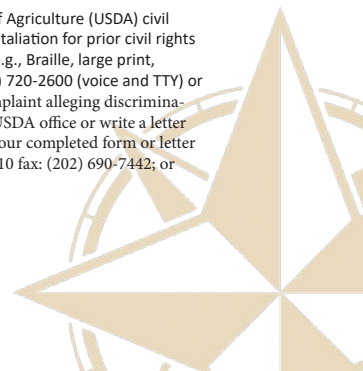 f Agriculture (USDA) civil
taliation for prior civil rights
.g., Braille, large print,
) 720-2600 (voice and TTY) or
plaint alleging discrimina-
USDA office or write a letter
our completed form or letter
10 fax: (202) 690-7442; or